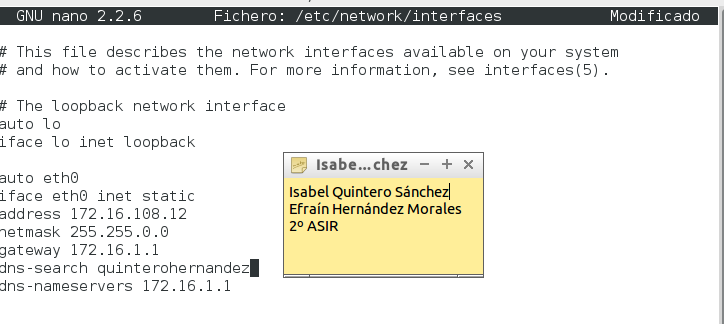 GNU nano 2.2.6 Fichero: /etc/network/interfaces Modificado
# This file describes the network interfaces available on your system
# and how to activate them. For more information, see interfaces(5).
# The loopback network interface
auto lo
iface lo inet loopback
auto eth0
iface eth0 inet static
address 172.16.108.12
netmask 255.255.0.0
gateway 172.16.1.1
dns-search quinterohernandez
dns-nameservers 172.16.1.1
Isabe...chez − + ×
Isabel Quintero Sánchez
Efraín Hernández Morales
2º ASIR